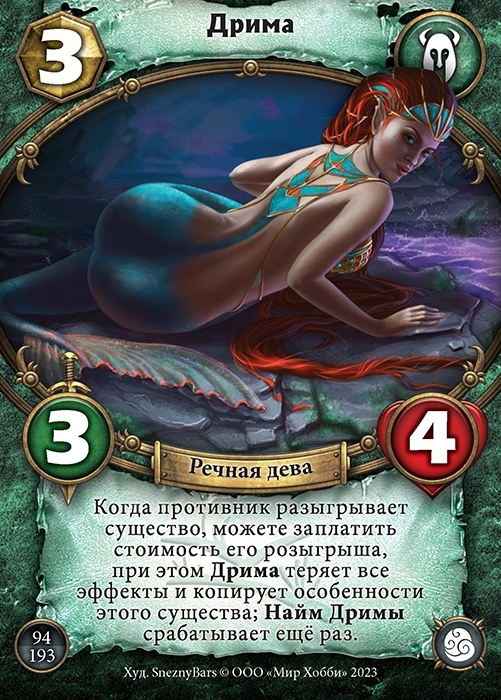 Дрима
3
3
4
Речная дева
Когда противник разыгрывает
существо, можете заплатить
стоимость его розыгрыша,
при этом Дрима теряет все
эффекты и копирует особенности
этого существа; Найм Дримы
срабатывает ещё раз.
94
193
Худ. SneznyBars © ООО «Мир Хобби» 2023